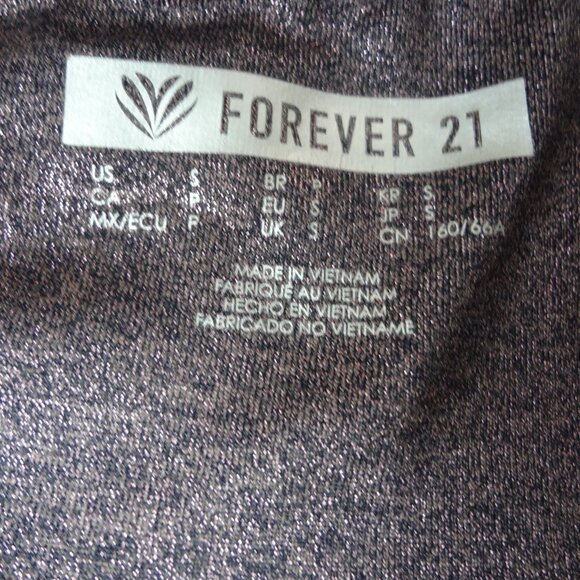 FOREVER 21
US S BR P KR S
CA P EU S JP S
MX/ECU P UK S CN 160/66A
MADE IN VIETNAM
FABRIQUÉ AU VIETNAM
HECHO EN VIETNAM
FABRICADO NO VIETNAME